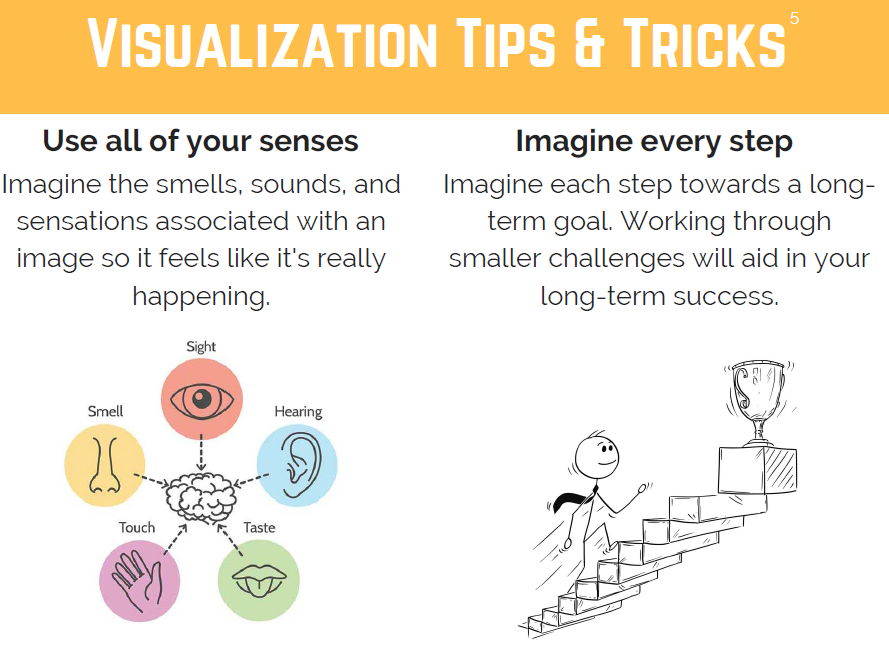 VISUALIZATION TIPS & TRICKS5
Use all of your senses
Imagine the smells, sounds, and
sensations associated with an
image so it feels like it's really
happening.
Imagine every step
Imagine each step towards a long-
term goal. Working through
smaller challenges will aid in your
long-term success.
Sight
Smell
Hearing
Touch
Taste